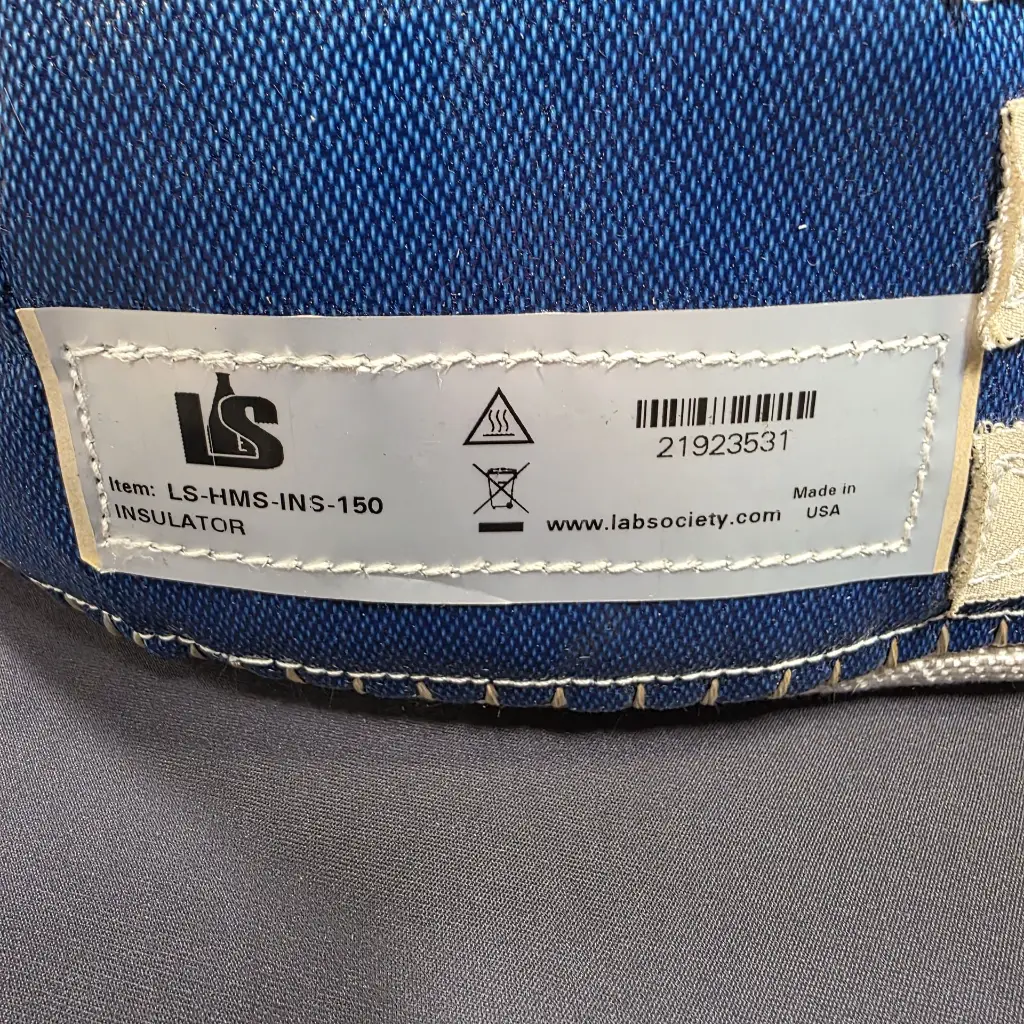 LS
Item: LS-HMS-INS-150
INSULATOR
21923531
www.labsociety.com
Made in
USA